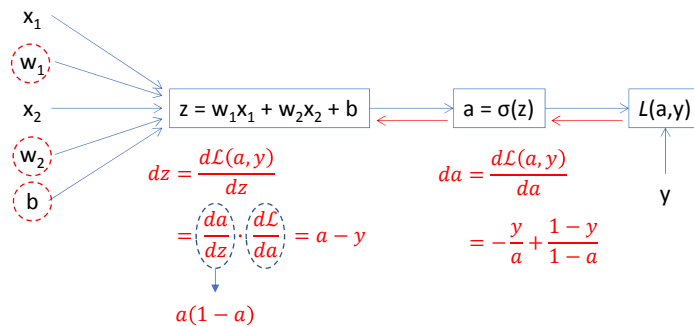 x₁
w₁
x₂
w₂
b
z = w₁x₁ + w₂x₂ + b
a = σ(z)
L(a,y)
y
dz = dℒ(a, y)/dz
= da/dz · dℒ/da = a − y
a(1 − a)
da = dℒ(a, y)/da
= −y/a + (1 − y)/(1 − a)